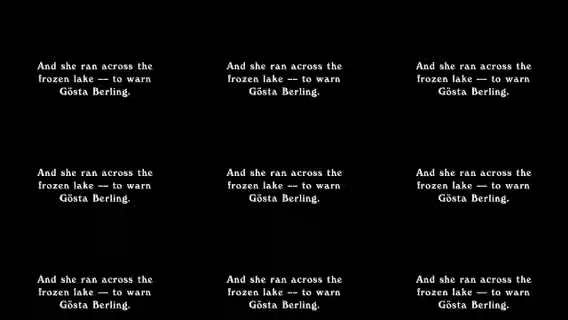 And she ran across the
frozen lake — to warn
Gösta Berling.
And she ran across the
frozen lake — to warn
Gösta Berling.
And she ran across the
frozen lake — to warn
Gösta Berling.
And she ran across the
frozen lake — to warn
Gösta Berling.
And she ran across the
frozen lake — to warn
Gösta Berling.
And she ran across the
frozen lake — to warn
Gösta Berling.
And she ran across the
frozen lake — to warn
Gösta Berling.
And she ran across the
frozen lake — to warn
Gösta Berling.
And she ran across the
frozen lake — to warn
Gösta Berling.